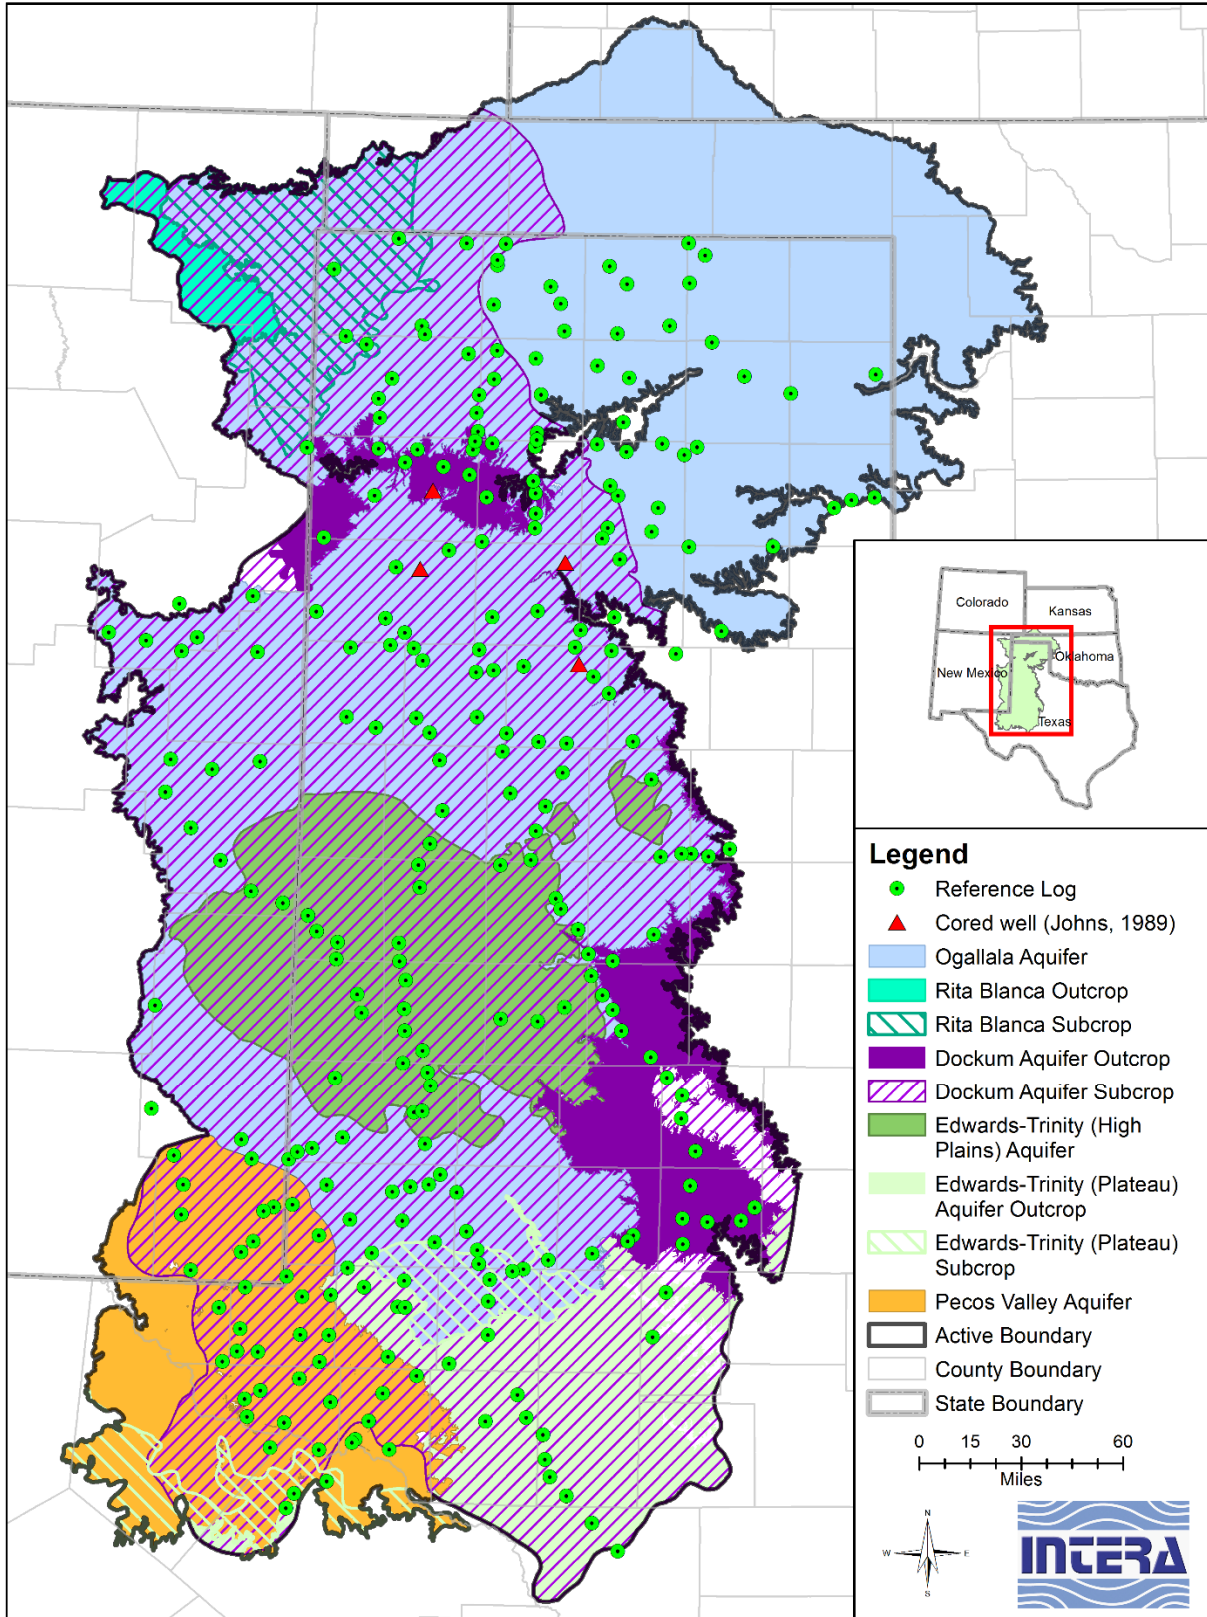 Colorado
Kansas
New Mexico
Oklahoma
Texas
Legend
Reference Log
Cored well (Johns, 1989)
Ogallala Aquifer
Rita Blanca Outcrop
Rita Blanca Subcrop
Dockum Aquifer Outcrop
Dockum Aquifer Subcrop
Edwards-Trinity (High
Plains) Aquifer
Edwards-Trinity (Plateau)
Aquifer Outcrop
Edwards-Trinity (Plateau)
Subcrop
Pecos Valley Aquifer
Active Boundary
County Boundary
State Boundary
0 15 30 60
Miles
N
W E
S
INTERA